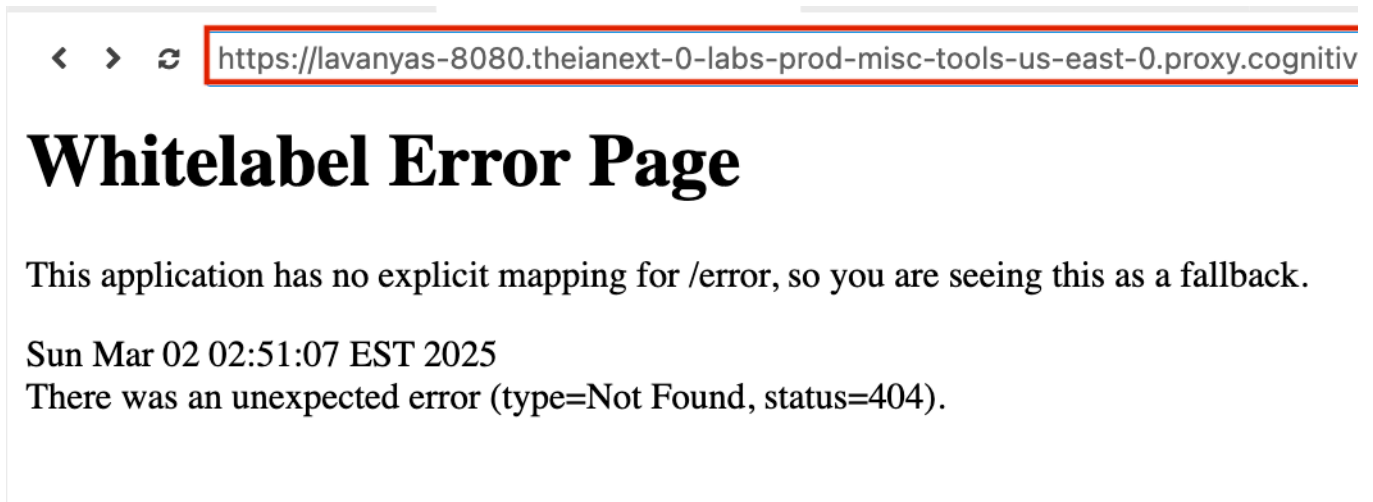 https://lavanyas-8080.theianext-0-labs-prod-misc-tools-us-east-0.proxy.cognitiv
Whitelabel Error Page
This application has no explicit mapping for /error, so you are seeing this as a fallback.
Sun Mar 02 02:51:07 EST 2025
There was an unexpected error (type=Not Found, status=404).